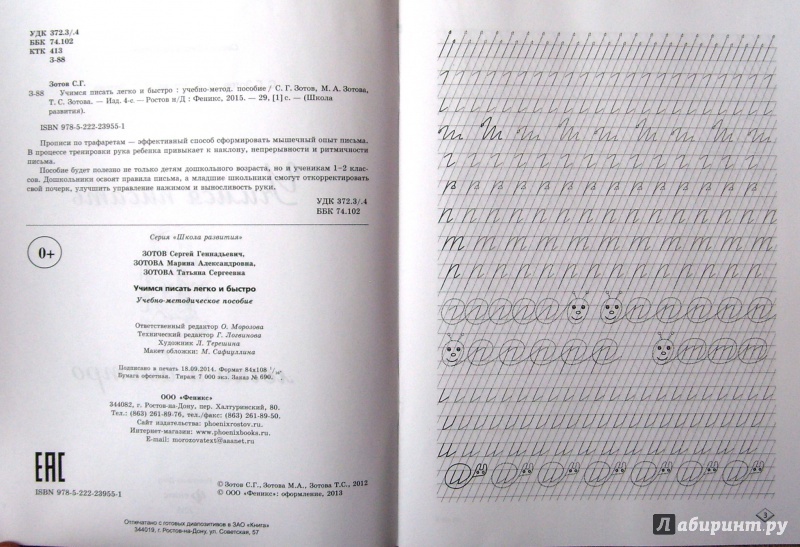 УДК 372.3/.4
ББК 74.102
КТК 413
З-88
Зотов С.Г.
З-88 Учимся писать легко и быстро : учебно-метод. пособие / С. Г. Зотов, М. А. Зотова,
Т. С. Зотова. — Изд. 4-е. — Ростов н/Д : Феникс, 2015. — 29, [1] с. — (Школа
развития).
ISBN 978-5-222-23955-1
Прописи по трафаретам — эффективный способ сформировать мышечный опыт письма.
В процессе тренировки рука ребенка привыкает к наклону, непрерывности и ритмичности
письма.
Пособие будет полезно не только детям дошкольного возраста, но и ученикам 1–2 клас-
сов. Дошкольники освоят правила письма, а младшие школьники смогут откорректировать
свой почерк, улучшить управление нажимом и выносливость руки.
УДК 372.3/.4
ББК 74.102
0+
Серия «Школа развития»
ЗОТОВ Сергей Геннадьевич,
ЗОТОВА Марина Александровна,
ЗОТОВА Татьяна Сергеевна
Учимся писать легко и быстро
Учебно-методическое пособие
Ответственный редактор О. Морозова
Технический редактор Г. Логвинова
Художник Л. Терешина
Макет обложки: М. Сафиуллина
Подписано в печать 18.09.2014. Формат 84х108 1/16.
Бумага офсетная. Тираж 7 000 экз. Заказ № 690.
ООО «Феникс»
344082, г. Ростов-на-Дону, пер. Халтуринский, 80.
Тел.: (863) 261-89-76, тел./факс: (863) 261-89-50.
Сайт издательства: phoenixrostov.ru
Интернет-магазин: www.phoenixbooks.ru
E-mail: morozovatext@aaanet.ru
ЕАС
ISBN 978-5-222-23955-1
© Зотов С.Г., Зотова М.А., Зотова Т.С., 2012
© ООО «Феникс»: оформление, 2013
Отпечатано с готовых диапозитивов в ЗАО «Книга»
344019, г. Ростов-на-Дону, ул. Советская, 57
3
Лабиринт.ру